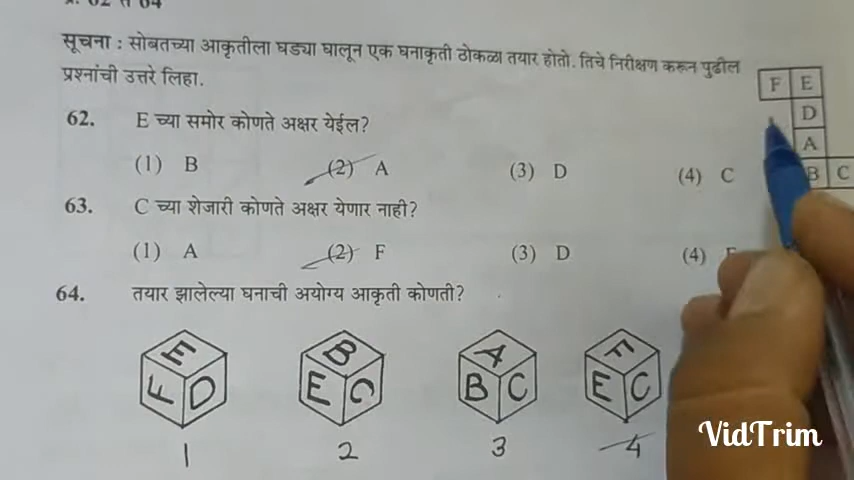 प्र. 62 ते 64
सूचना : सोबतच्या आकृतीला घड्या घालून एक घनाकृती ठोकळा तयार होतो. तिचे निरीक्षण करून पुढील
प्रश्नांची उत्तरे लिहा.
F E
D
A
B C
62. E च्या समोर कोणते अक्षर येईल?
(1) B (2) A (3) D (4) C
63. C च्या शेजारी कोणते अक्षर येणार नाही?
(1) A (2) F (3) D (4)
64. तयार झालेल्या घनाची अयोग्य आकृती कोणती?
E F D
B E C
A B C
F E C
1 2 3 4
VidTrim